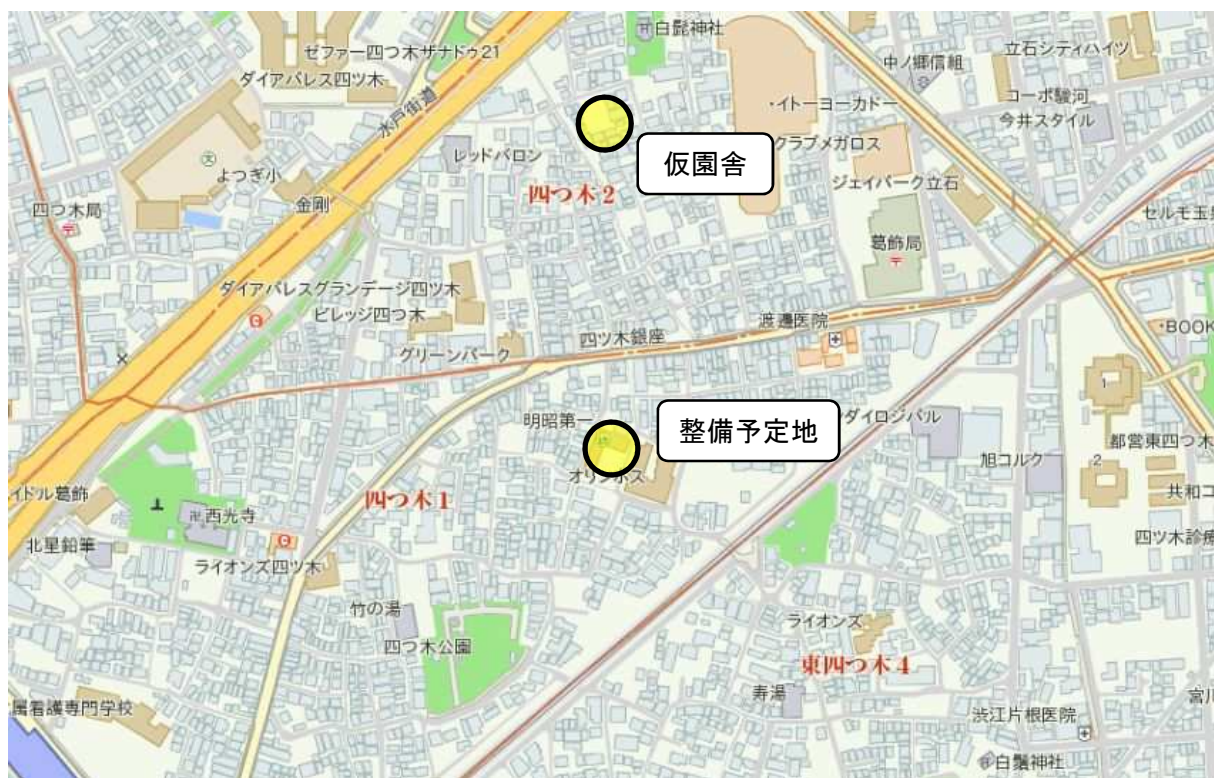 白髭神社
ゼファー四つ木ザナドゥ21
中ノ郷信組
立石シティハイツ
ダイアパレス四ツ木
水戸街道
・イトーヨーカドー
コーポ駿河
今井スタイル
仮園舎
クラブメガロス
レッドバロン
文
よつぎ小
四つ木2
ジェイパーク立石
四つ木局
〒
金剛
セルモ玉
葛飾局
〒
ダイアパレスグランデージ四ツ木
G
ビレッジ四つ木
渡邊医院
四ツ木銀座
・BOOK
グリーンパーク
1
整備予定地
明昭第一
ダイロジパル
都営東四つ木
オリンポス
旭コルク
2
イドル葛飾
四つ木1
共和コ
卍西光寺
四ツ木診療
北星鉛筆
G
ライオンズ四ツ木
竹の湯
ライオンズ
四つ木公園
東四つ木4
寿湯
宮川
属看護専門学校
渋江片根医院
白鬚神社